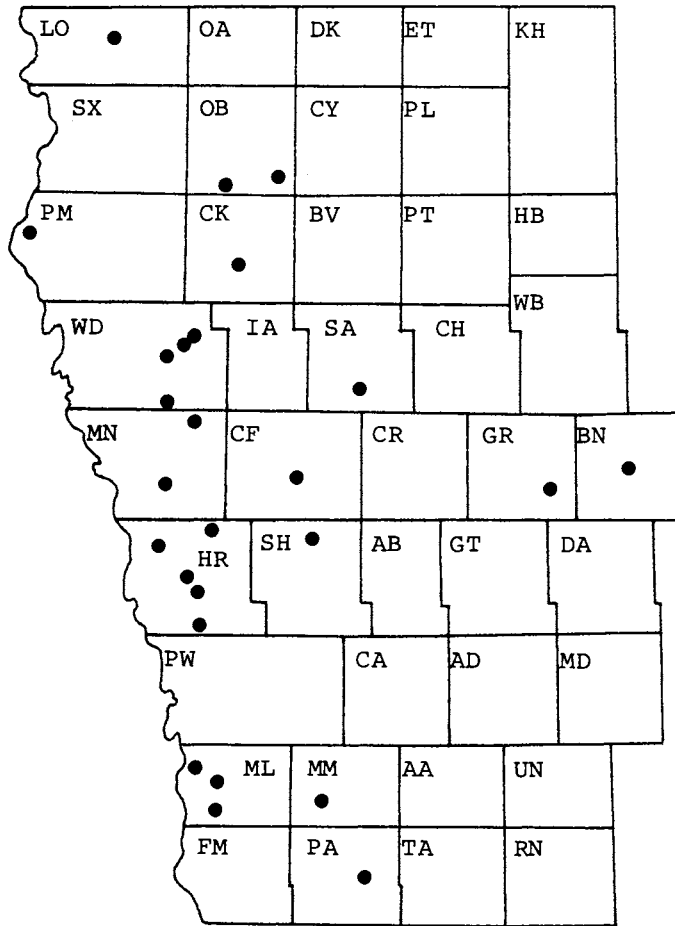 LO OA DK ET KH
SX OB CY PL
PM CK BV PT HB
WD IA SA CH WB
MN CF CR GR BN
HR SH AB GT DA
PW CA AD MD
ML MM AA UN
FM PA TA RN